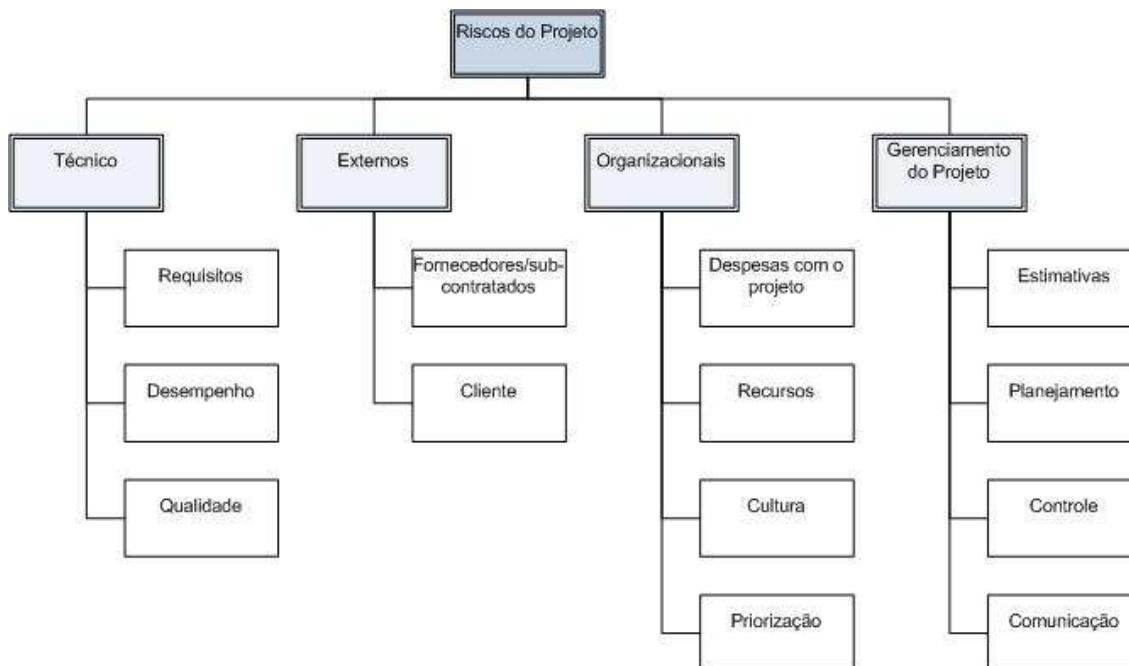 Riscos do Projeto
Técnico
Externos
Organizacionais
Gerenciamento
do Projeto
Requisitos
Desempenho
Qualidade
Fornecedores/sub-
contratados
Cliente
Despesas com o
projeto
Recursos
Cultura
Priorização
Estimativas
Planejamento
Controle
Comunicação